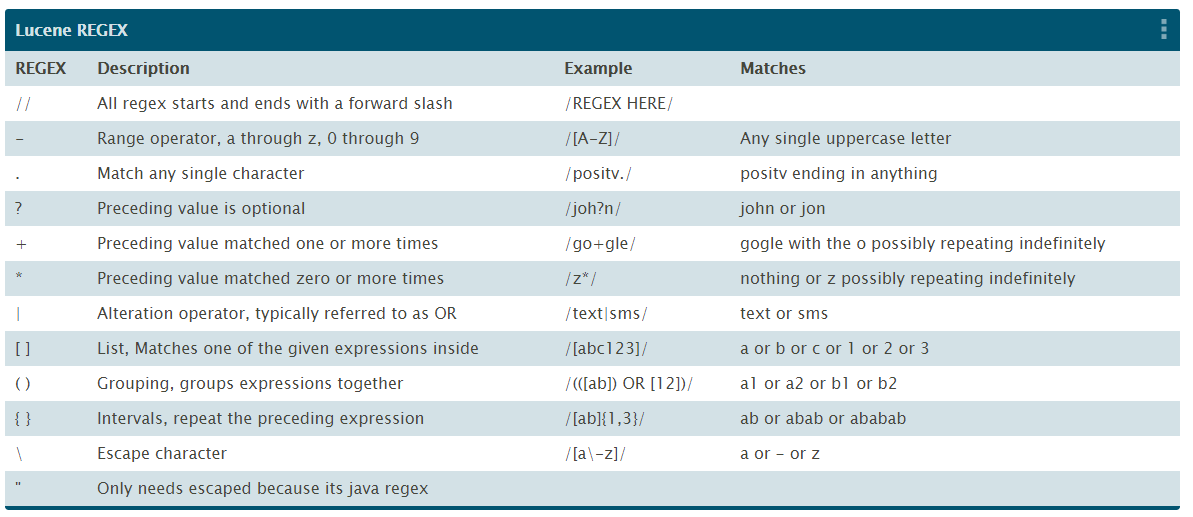 Lucene REGEX
REGEX Description Example Matches
// All regex starts and ends with a forward slash /REGEX HERE/
- Range operator, a through z, 0 through 9 /[A-Z]/ Any single uppercase letter
. Match any single character /positv./ positv ending in anything
? Preceding value is optional /joh?n/ john or jon
+ Preceding value matched one or more times /go+gle/ gogle with the o possibly repeating indefinitely
* Preceding value matched zero or more times /z*/ nothing or z possibly repeating indefinitely
| Alteration operator, typically referred to as OR /text|sms/ text or sms
[ ] List, Matches one of the given expressions inside /[abc123]/ a or b or c or 1 or 2 or 3
( ) Grouping, groups expressions together /(([ab]) OR [12])/ a1 or a2 or b1 or b2
{ } Intervals, repeat the preceding expression /[ab]{1,3}/ ab or abab or ababab
\ Escape character /[a\-z]/ a or - or z
" Only needs escaped because its java regex